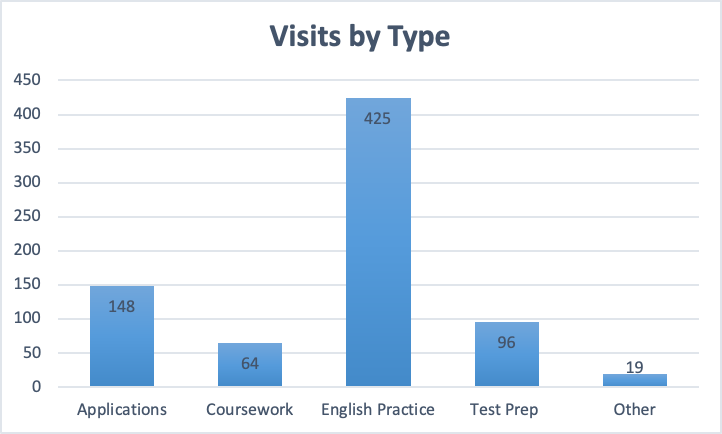 Visits by Type
450
400
350
300
250
200
150
100
50
0
148
64
425
96
19
Applications
Coursework
English Practice
Test Prep
Other